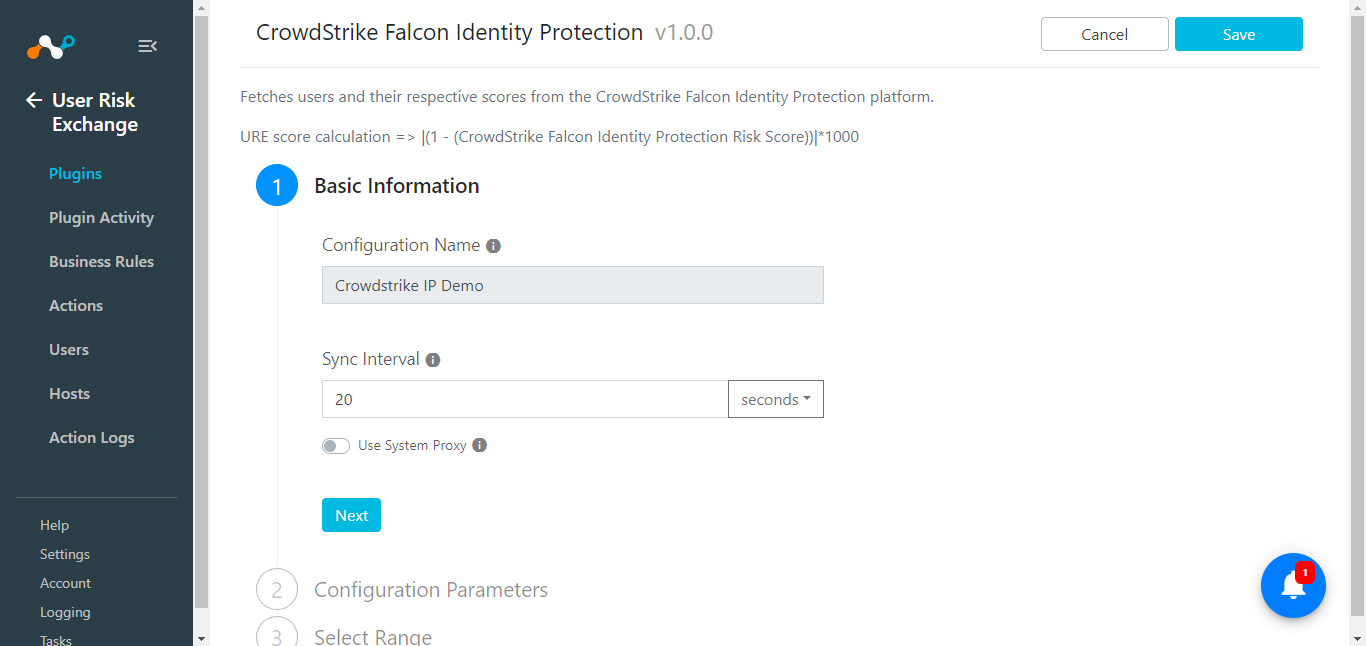 User Risk
Exchange
Plugins
Plugin Activity
Business Rules
Actions
Users
Hosts
Action Logs
Help
Settings
Account
Logging
Tasks
CrowdStrike Falcon Identity Protection v1.0.0
Cancel
Save
Fetches users and their respective scores from the CrowdStrike Falcon Identity Protection platform.
URE score calculation => |(1 - (CrowdStrike Falcon Identity Protection Risk Score))|*1000
1 Basic Information
Configuration Name i
Crowdstrike IP Demo
Sync Interval i
20 seconds
Use System Proxy i
Next
2 Configuration Parameters
3 Select Range
1